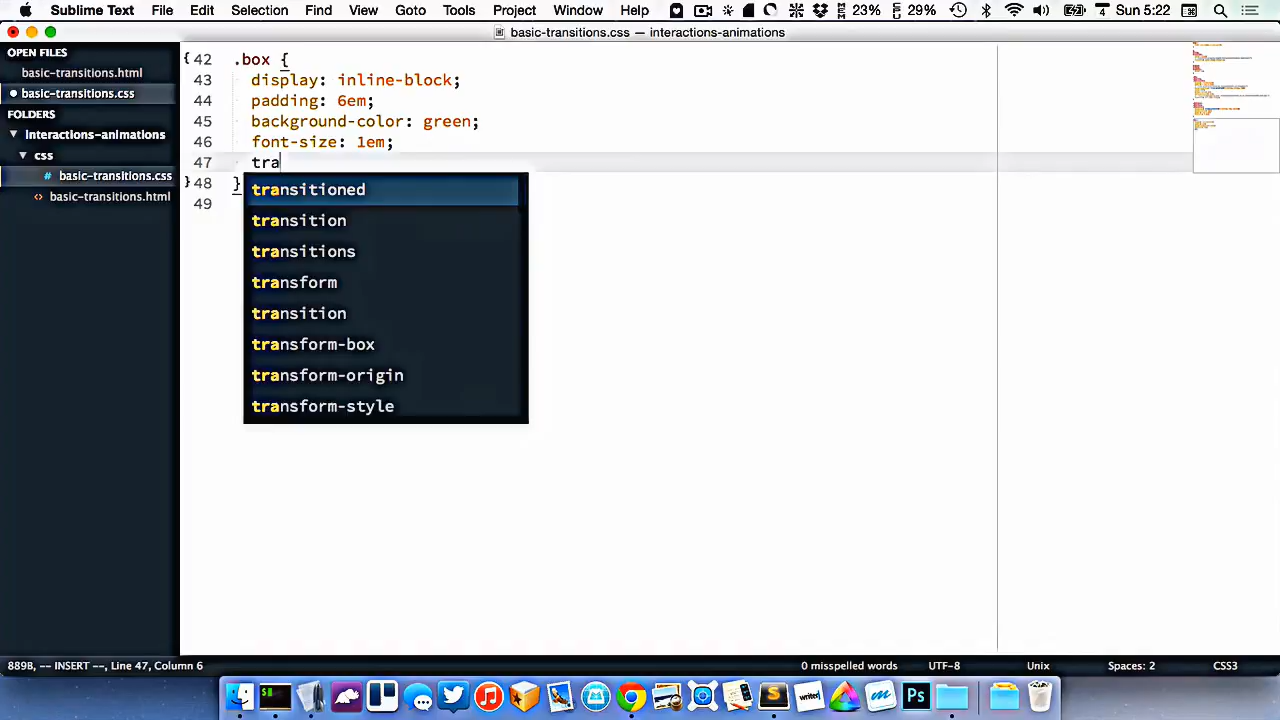 Sublime Text File Edit Selection Find View Goto Tools Project Window Help 23% 29% 4 Sun 5:22
basic-transitions.css — interactions-animations
OPEN FILES
basic-transitions.html
basic-transitions.css
FOLDERS
interactions-animations
css
# basic-transitions.css
<> basic-transitions.html
{ 42 .box {
43 display: inline-block;
44 padding: 6em;
45 background-color: green;
46 font-size: 1em;
47 tra
} 48 }
49
transitioned
transition
transitions
transform
transition
transform-box
transform-origin
transform-style
889B, -- INSERT --, Line 47, Column 6 0 misspelled words UTF-8 Unix Spaces: 2 CSS3
writer
S
Ps